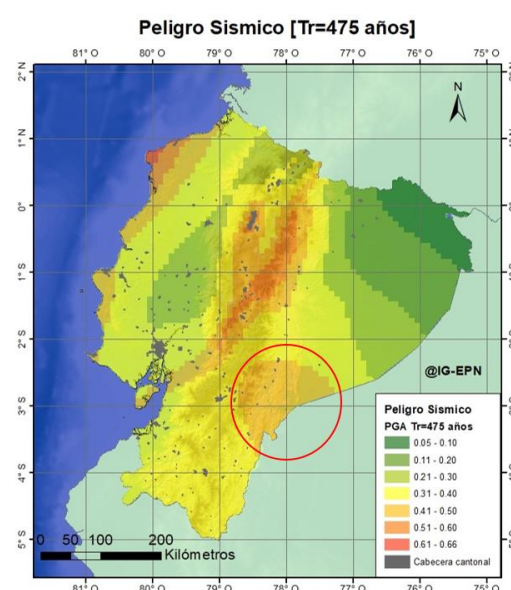 Peligro Sismico [Tr=475 años]
81° O 80° O 79° O 78° O 77° O 76° O 75° O
2° N
N
1° N
0°
1° S
2° S
@IG-EPN
3° S
Peligro Sismico
PGA Tr=475 años
0.05 - 0.10
0.11 - 0.20
0.21 - 0.30
4° S
0.31 - 0.40
0.41 - 0.50
0.51 - 0.60
0 50 100 200
0.61 - 0.66
5° S
Kilómetros
Cabecera cantonal
81° O 80° O 79° O 78° O 77° O 76° O 75° O